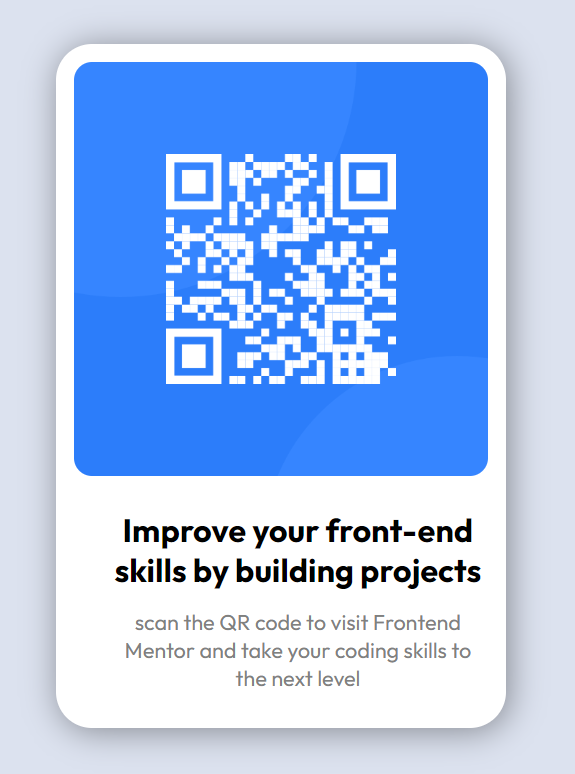 Improve your front-end
skills by building projects
scan the QR code to visit Frontend
Mentor and take your coding skills to
the next level